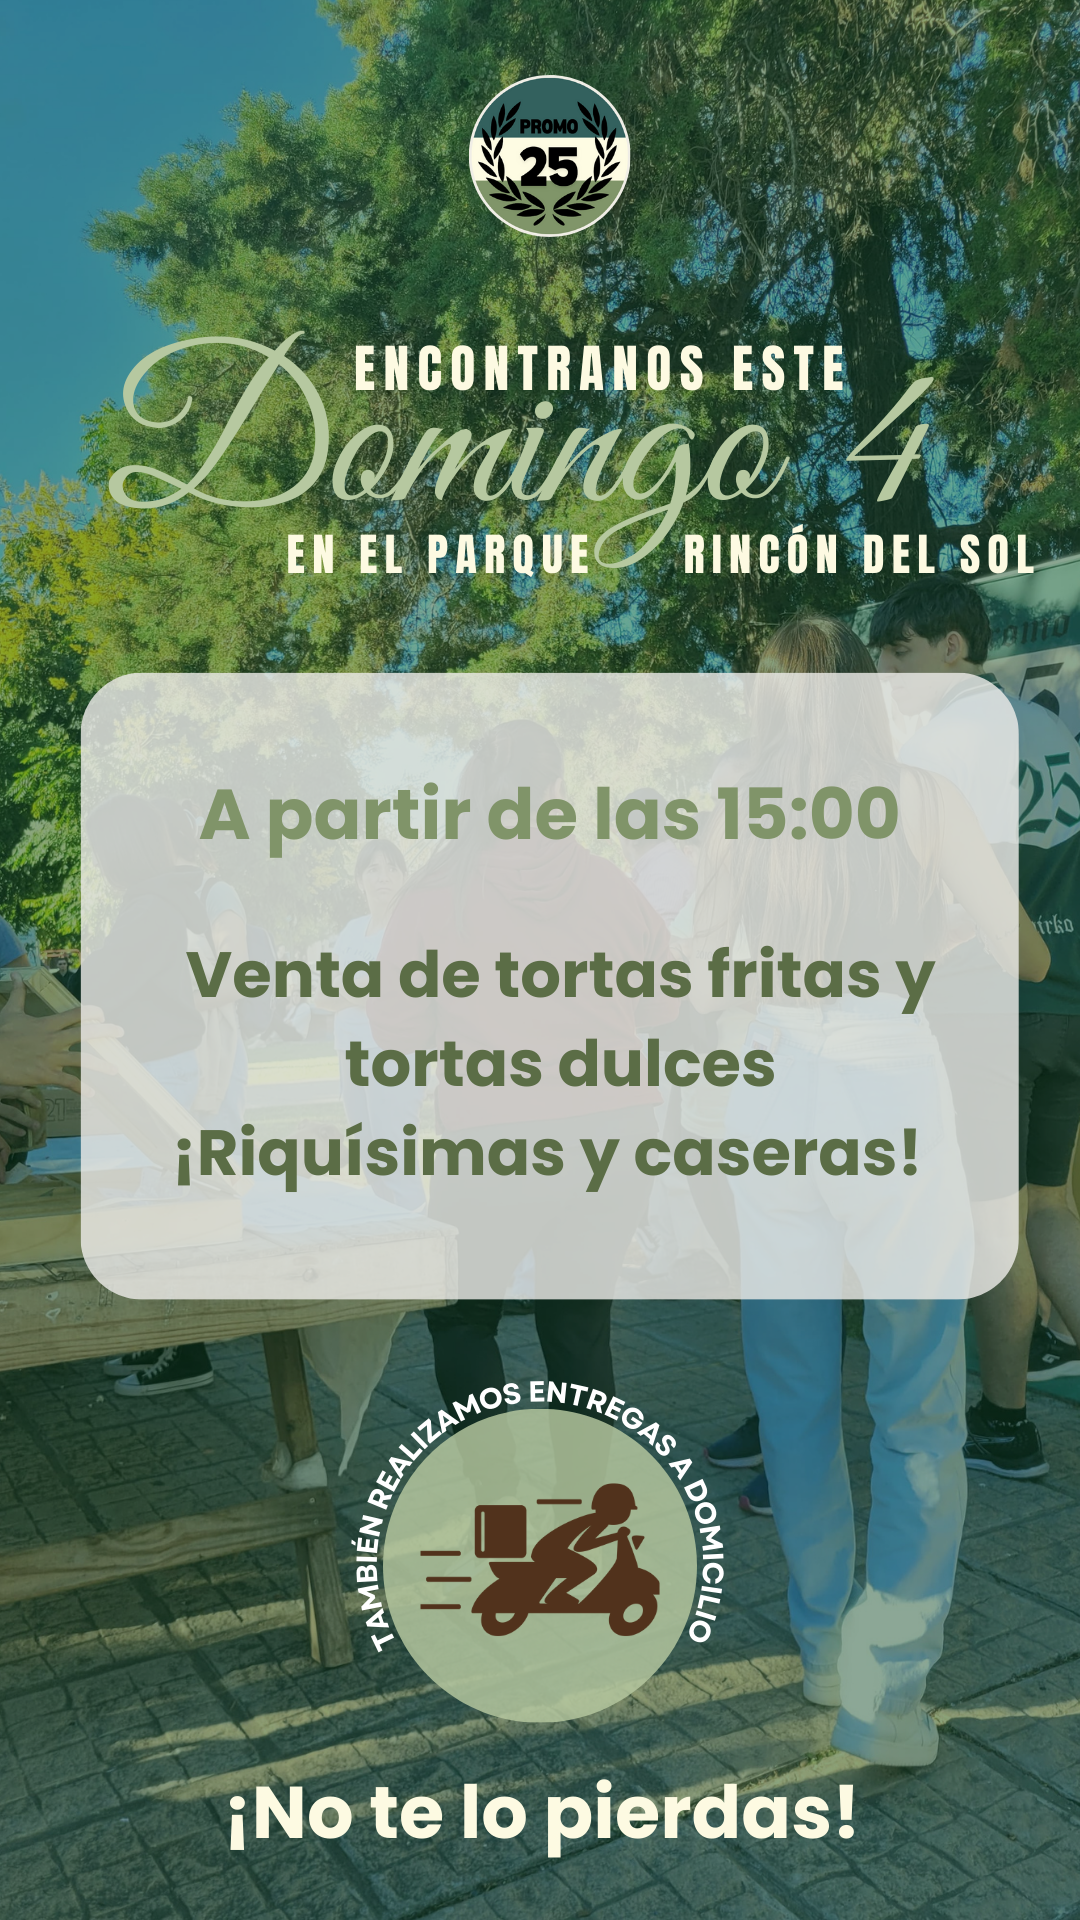 PROMO
25
ENCONTRANOS ESTE
Domingo 4
EN EL PARQUE RINCÓN DEL SOL
A partir de las 15:00
Venta de tortas fritas y
tortas dulces
¡Riquísimas y caseras!
TAMBIÉN REALIZAMOS ENTREGAS A DOMICILIO
¡No te lo pierdas!
25